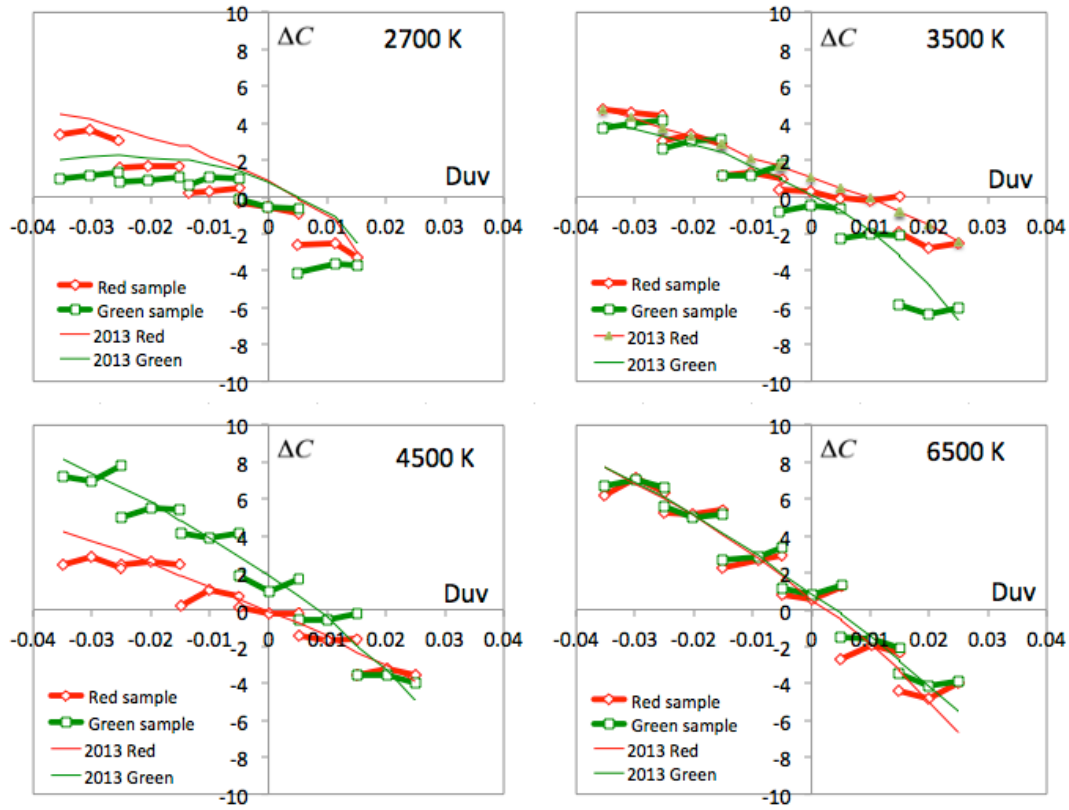 10
ΔC 2700 K
8
6
4
2
Duv
0
-0.04 -0.03 -0.02 -0.01 0 0.01 0.02 0.03 0.04
-2
-4
Red sample
Green sample
-6
2013 Red
-8
2013 Green
-10
10
ΔC 3500 K
8
6
4
2
Duv
0
-0.04 -0.03 -0.02 -0.01 0 0.01 0.02 0.03 0.04
-2
-4
Red sample
Green sample
-6
2013 Red
-8
2013 Green
-10
10
ΔC 4500 K
8
6
4
2
Duv
0
-0.04 -0.03 -0.02 -0.01 0 0.01 0.02 0.03 0.04
-2
-4
Red sample
Green sample
-6
2013 Red
-8
2013 Green
-10
10
ΔC 6500 K
8
6
4
2
Duv
0
-0.04 -0.03 -0.02 -0.01 0 0.01 0.02 0.03 0.04
-2
-4
Red sample
Green sample
-6
2013 Red
-8
2013 Green
-10